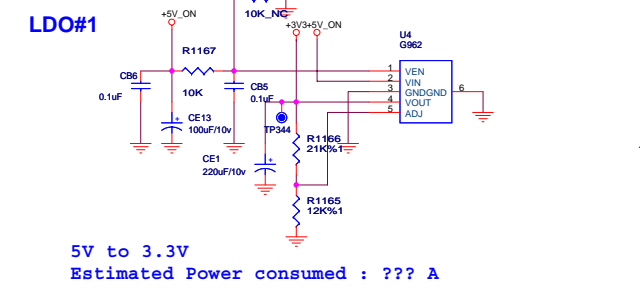 LDO#1
+5V_ON
10K_NC
+3V3
+5V_ON
U4
G962
R1167
10K
CB6
0.1uF
CB5
0.1uF
CE13
100uF/10v
TP344
CE1
220uF/10v
R1166
21K%1
R1165
12K%1
1 VEN
2 VIN
3 GNDGND 6
4 VOUT
5 ADJ
5V to 3.3V
Estimated Power consumed : ??? A